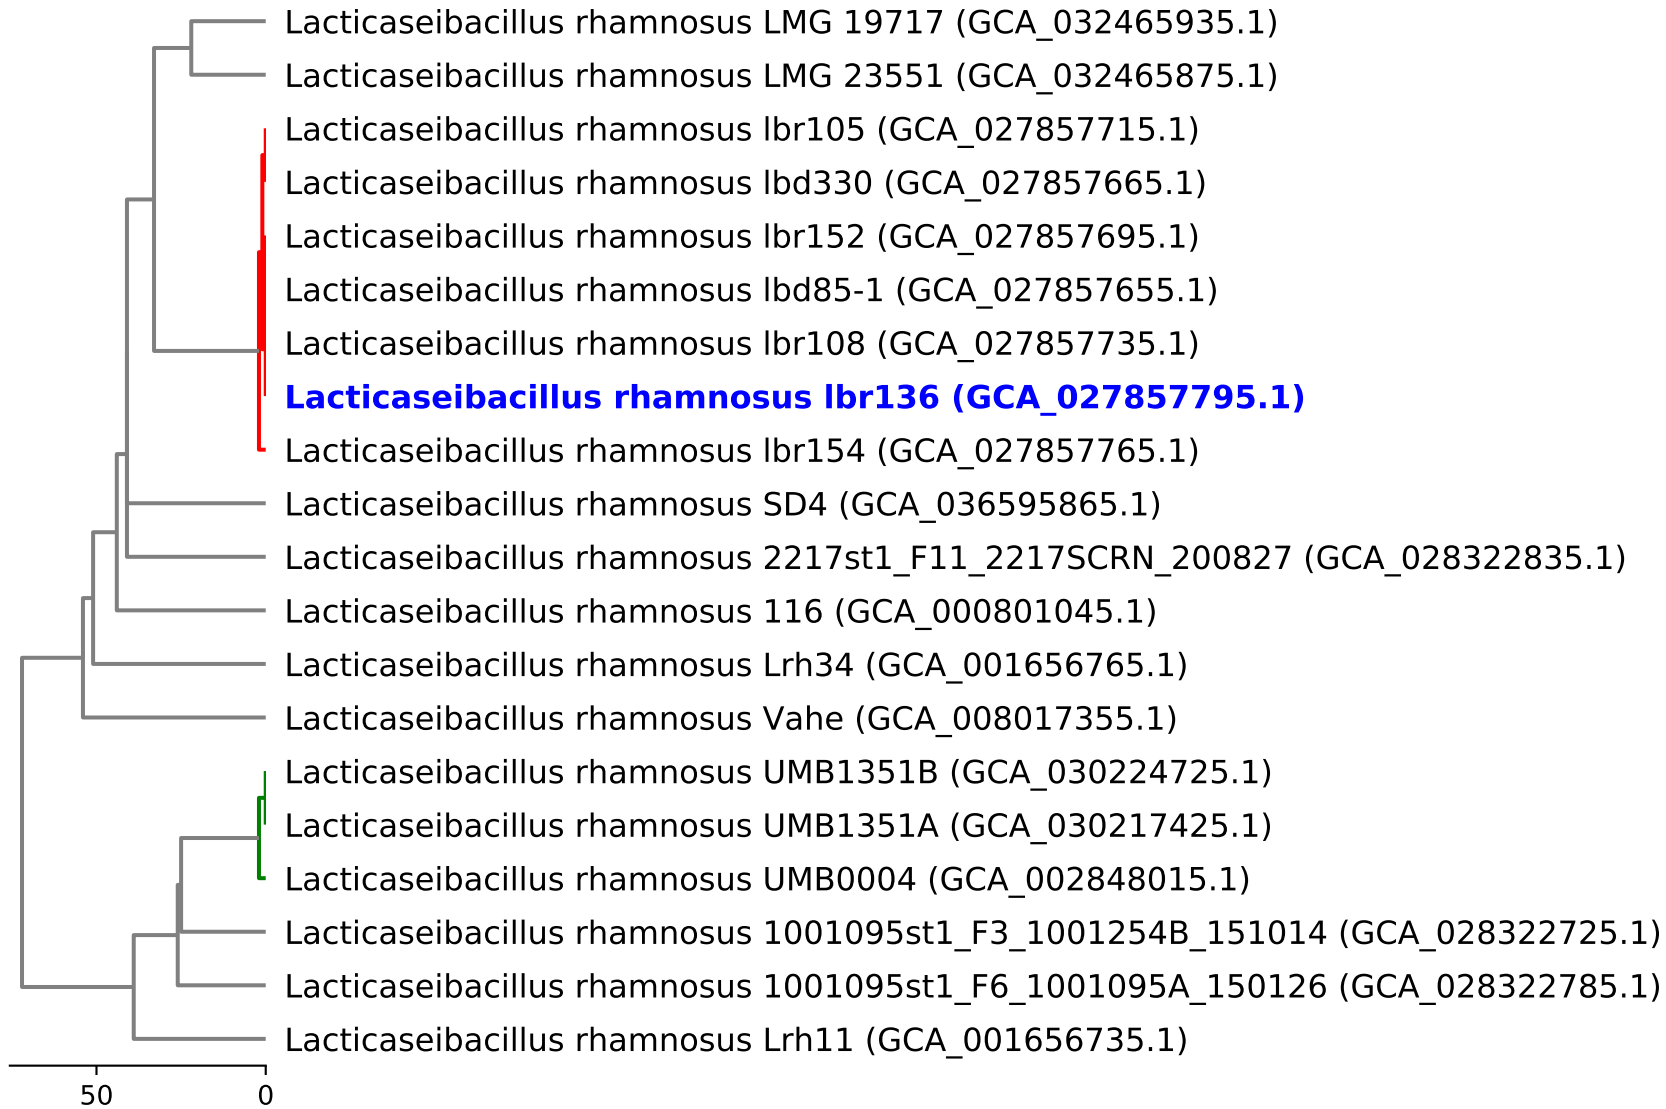 Lacticaseibacillus rhamnosus LMG 19717 (GCA_032465935.1)
Lacticaseibacillus rhamnosus LMG 23551 (GCA_032465875.1)
Lacticaseibacillus rhamnosus lbr105 (GCA_027857715.1)
Lacticaseibacillus rhamnosus lbd330 (GCA_027857665.1)
Lacticaseibacillus rhamnosus lbr152 (GCA_027857695.1)
Lacticaseibacillus rhamnosus lbd85-1 (GCA_027857655.1)
Lacticaseibacillus rhamnosus lbr108 (GCA_027857735.1)
Lacticaseibacillus rhamnosus lbr136 (GCA_027857795.1)
Lacticaseibacillus rhamnosus lbr154 (GCA_027857765.1)
Lacticaseibacillus rhamnosus SD4 (GCA_036595865.1)
Lacticaseibacillus rhamnosus 2217st1_F11_2217SCRN_200827 (GCA_028322835.1)
Lacticaseibacillus rhamnosus 116 (GCA_000801045.1)
Lacticaseibacillus rhamnosus Lrh34 (GCA_001656765.1)
Lacticaseibacillus rhamnosus Vahe (GCA_008017355.1)
Lacticaseibacillus rhamnosus UMB1351B (GCA_030224725.1)
Lacticaseibacillus rhamnosus UMB1351A (GCA_030217425.1)
Lacticaseibacillus rhamnosus UMB0004 (GCA_002848015.1)
Lacticaseibacillus rhamnosus 1001095st1_F3_1001254B_151014 (GCA_028322725.1)
Lacticaseibacillus rhamnosus 1001095st1_F6_1001095A_150126 (GCA_028322785.1)
Lacticaseibacillus rhamnosus Lrh11 (GCA_001656735.1)
50 0